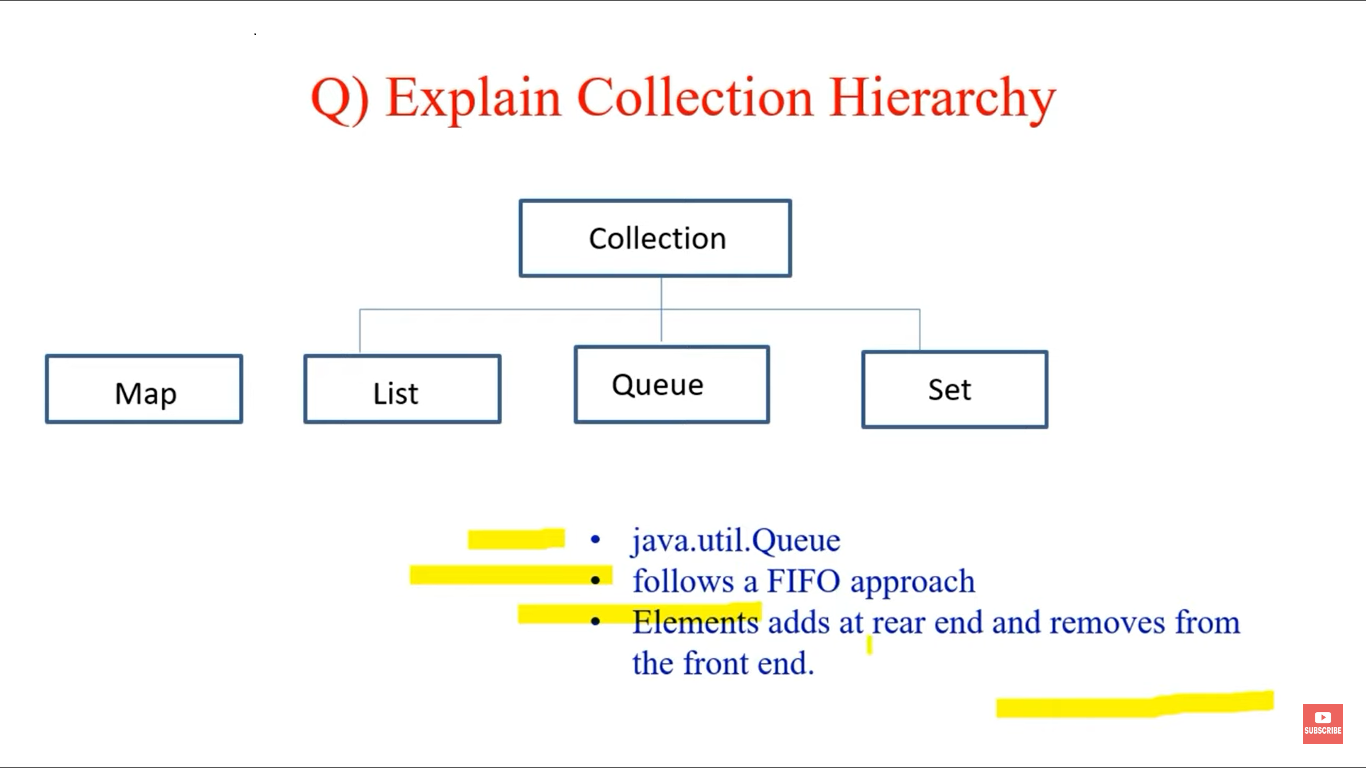 Q) Explain Collection Hierarchy
Collection
Map
List
Queue
Set
• java.util.Queue
• follows a FIFO approach
• Elements adds at rear end and removes from
the front end.
SUBSCRIBE